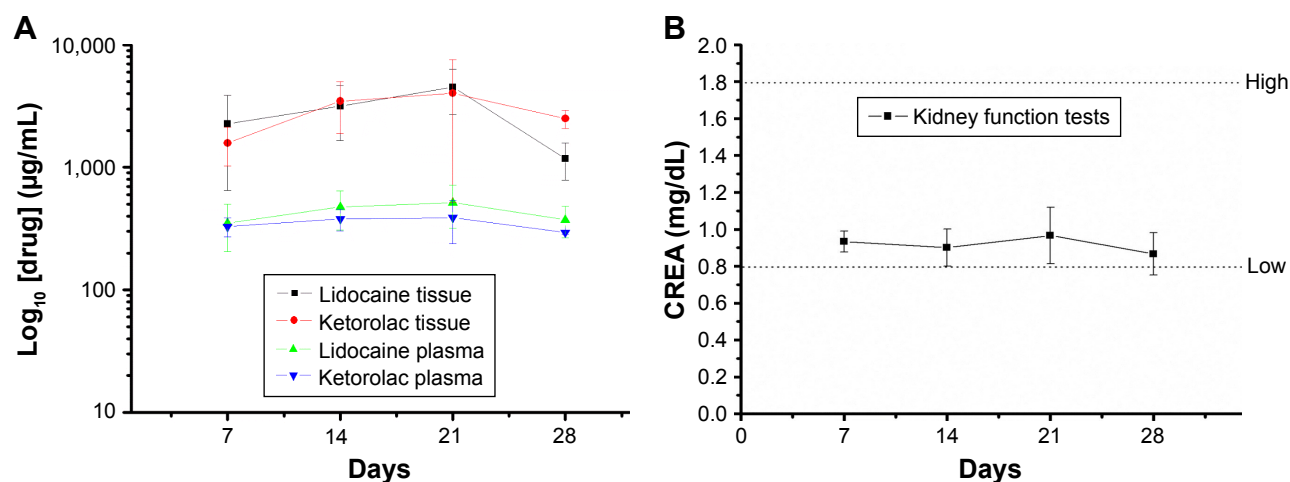 A
10,000
1,000
100
10
Log₁₀ [drug] (µg/mL)
Lidocaine tissue
Ketorolac tissue
Lidocaine plasma
Ketorolac plasma
7 14 21 28
Days
B
2.0
1.8
1.6
1.4
1.2
1.0
0.8
0.6
0.4
0.2
0.0
CREA (mg/dL)
High
Kidney function tests
Low
0 7 14 21 28
Days